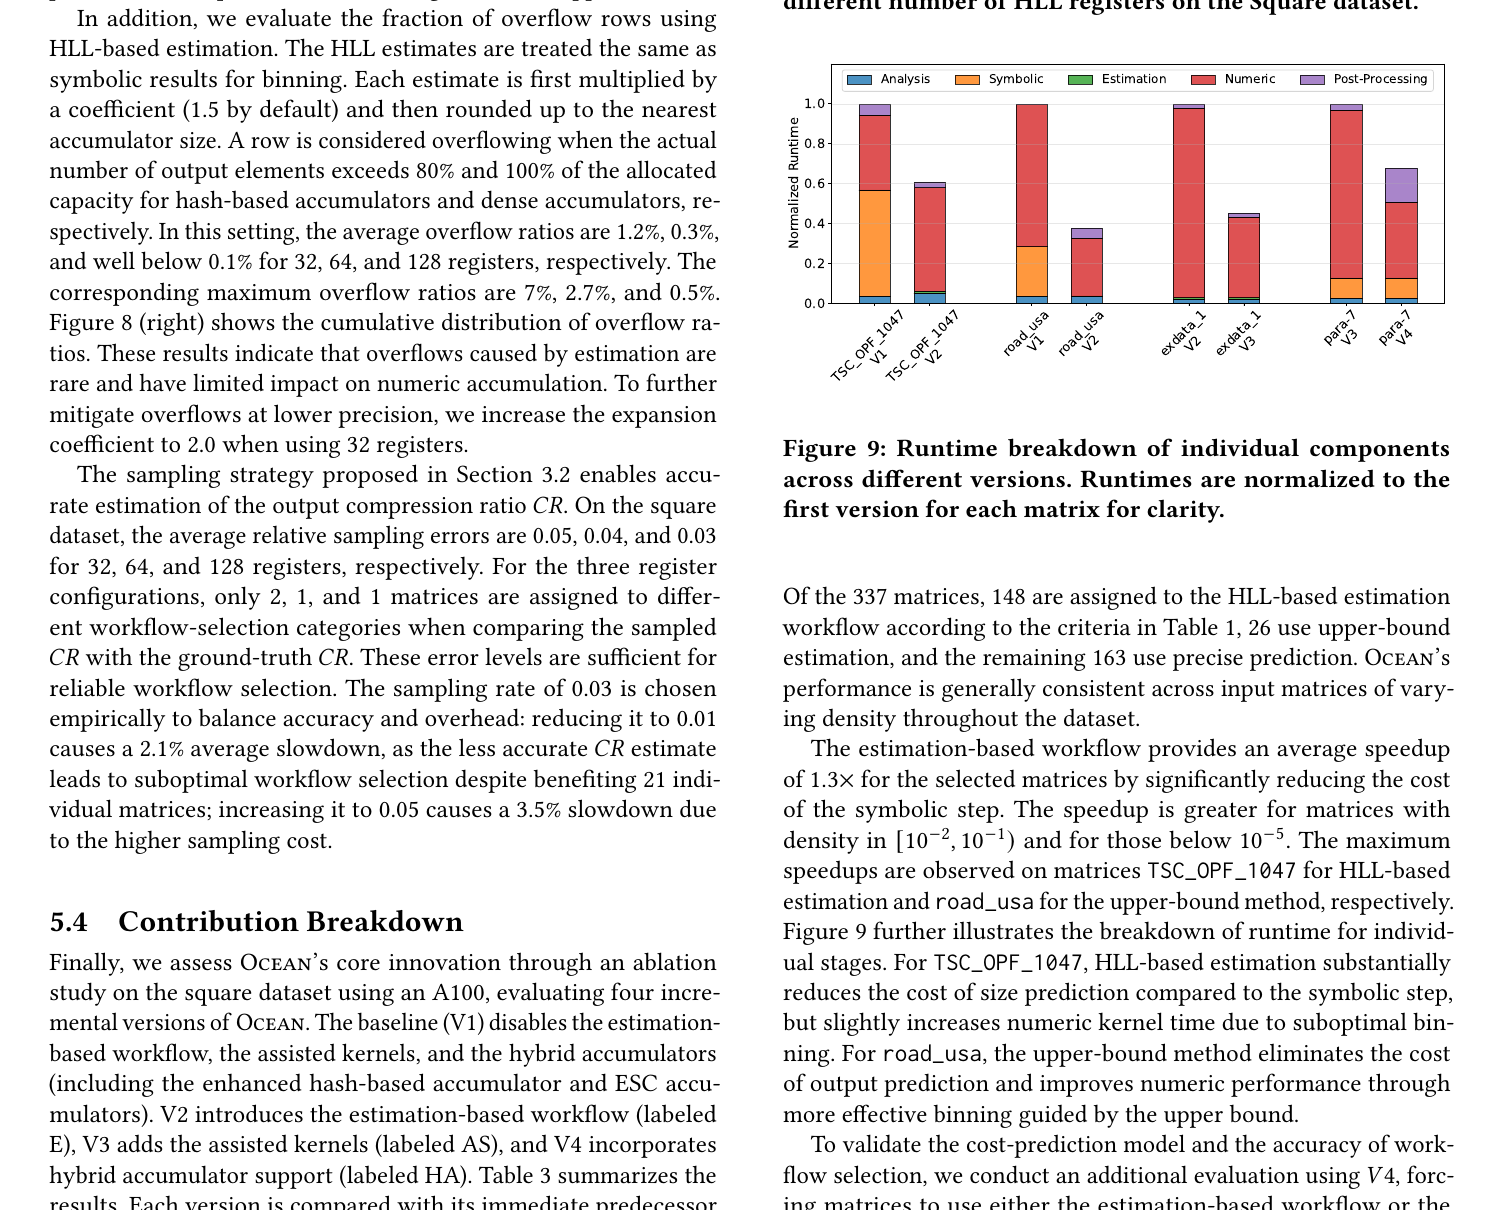 In addition, we evaluate the fraction of overflow rows using
HLL-based estimation. The HLL estimates are treated the same as
symbolic results for binning. Each estimate is first multiplied by
a coefficient (1.5 by default) and then rounded up to the nearest
accumulator size. A row is considered overflowing when the actual
number of output elements exceeds 80% and 100% of the allocated
capacity for hash-based accumulators and dense accumulators, re-
spectively. In this setting, the average overflow ratios are 1.2%, 0.3%,
and well below 0.1% for 32, 64, and 128 registers, respectively. The
corresponding maximum overflow ratios are 7%, 2.7%, and 0.5%.
Figure 8 (right) shows the cumulative distribution of overflow ra-
tios. These results indicate that overflows caused by estimation are
rare and have limited impact on numeric accumulation. To further
mitigate overflows at lower precision, we increase the expansion
coefficient to 2.0 when using 32 registers.
The sampling strategy proposed in Section 3.2 enables accu-
rate estimation of the output compression ratio CR. On the square
dataset, the average relative sampling errors are 0.05, 0.04, and 0.03
for 32, 64, and 128 registers, respectively. For the three register
configurations, only 2, 1, and 1 matrices are assigned to differ-
ent workflow-selection categories when comparing the sampled
CR with the ground-truth CR. These error levels are sufficient for
reliable workflow selection. The sampling rate of 0.03 is chosen
empirically to balance accuracy and overhead: reducing it to 0.01
causes a 2.1% average slowdown, as the less accurate CR estimate
leads to suboptimal workflow selection despite benefiting 21 indi-
vidual matrices; increasing it to 0.05 causes a 3.5% slowdown due
to the higher sampling cost.
5.4 Contribution Breakdown
Finally, we assess OCEAN's core innovation through an ablation
study on the square dataset using an A100, evaluating four incre-
mental versions of OCEAN. The baseline (V1) disables the estimation-
based workflow, the assisted kernels, and the hybrid accumulators
(including the enhanced hash-based accumulator and ESC accu-
mulators). V2 introduces the estimation-based workflow (labeled
E), V3 adds the assisted kernels (labeled AS), and V4 incorporates
hybrid accumulator support (labeled HA). Table 3 summarizes the
results. Each version is compared with its immediate predecessor
different number of HLL registers on the Square dataset.
Analysis Symbolic Estimation Numeric Post-Processing
Normalized Runtime
1.0
0.8
0.6
0.4
0.2
0.0
TSC_OPF_1047
V1
TSC_OPF_1047
V2
road_usa
V1
road_usa
V2
exdata_1
V2
exdata_1
V3
para-7
V3
para-7
V4
Figure 9: Runtime breakdown of individual components
across different versions. Runtimes are normalized to the
first version for each matrix for clarity.
Of the 337 matrices, 148 are assigned to the HLL-based estimation
workflow according to the criteria in Table 1, 26 use upper-bound
estimation, and the remaining 163 use precise prediction. OCEAN's
performance is generally consistent across input matrices of vary-
ing density throughout the dataset.
The estimation-based workflow provides an average speedup
of 1.3× for the selected matrices by significantly reducing the cost
of the symbolic step. The speedup is greater for matrices with
density in [10⁻², 10⁻¹) and for those below 10⁻⁵. The maximum
speedups are observed on matrices TSC_OPF_1047 for HLL-based
estimation and road_usa for the upper-bound method, respectively.
Figure 9 further illustrates the breakdown of runtime for individ-
ual stages. For TSC_OPF_1047, HLL-based estimation substantially
reduces the cost of size prediction compared to the symbolic step,
but slightly increases numeric kernel time due to suboptimal bin-
ning. For road_usa, the upper-bound method eliminates the cost
of output prediction and improves numeric performance through
more effective binning guided by the upper bound.
To validate the cost-prediction model and the accuracy of work-
flow selection, we conduct an additional evaluation using V4, forc-
ing matrices to use either the estimation-based workflow or the